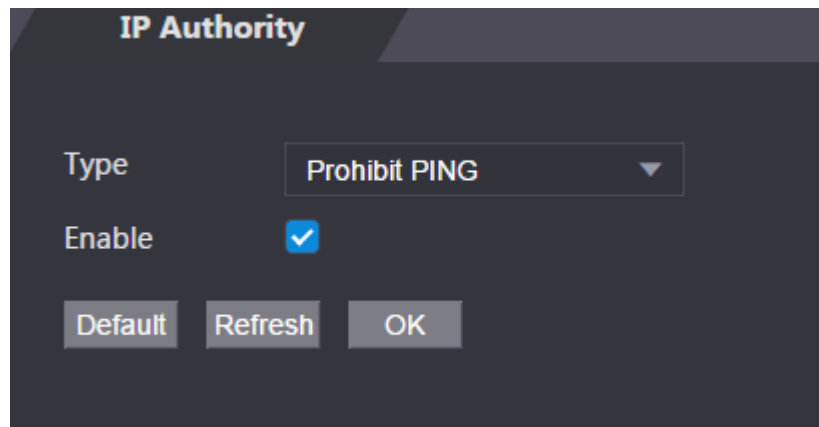 IP Authority
Type Prohibit PING
Enable
Default Refresh OK